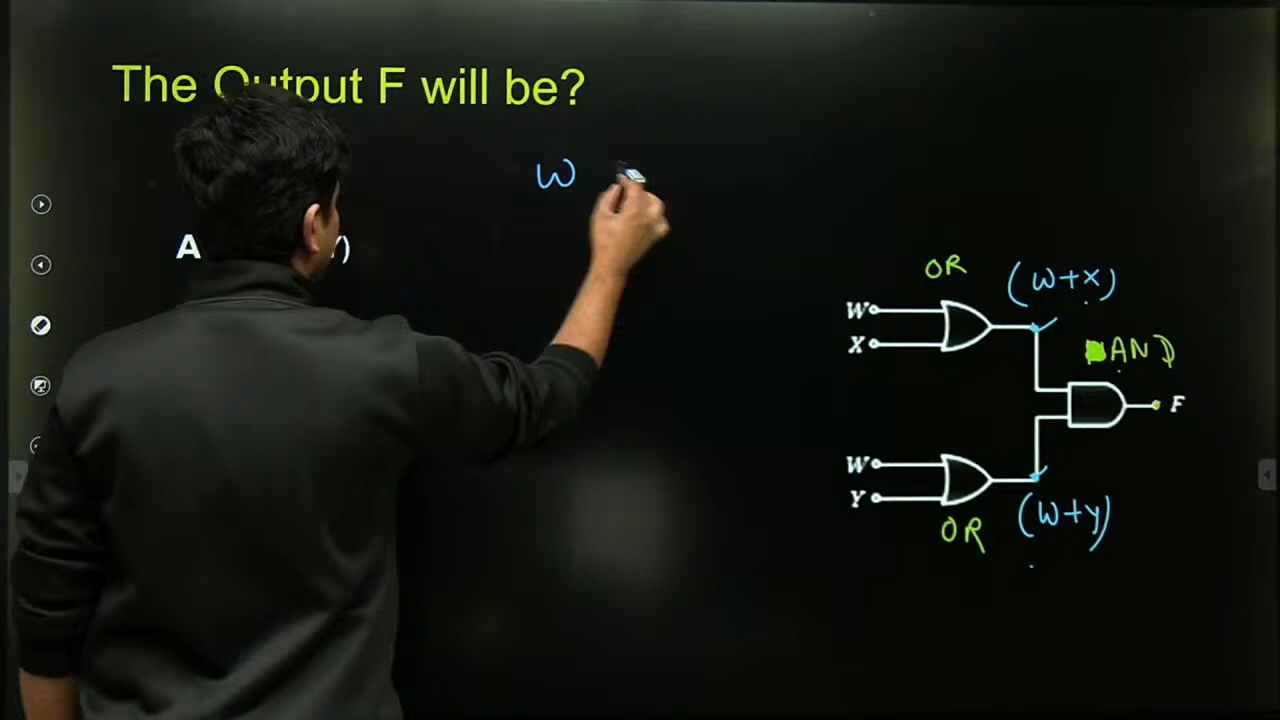 The Output F will be?
W
A
Y)
OR
(W+x)
W
X
AND
F
W
Y
OR
(W+y)